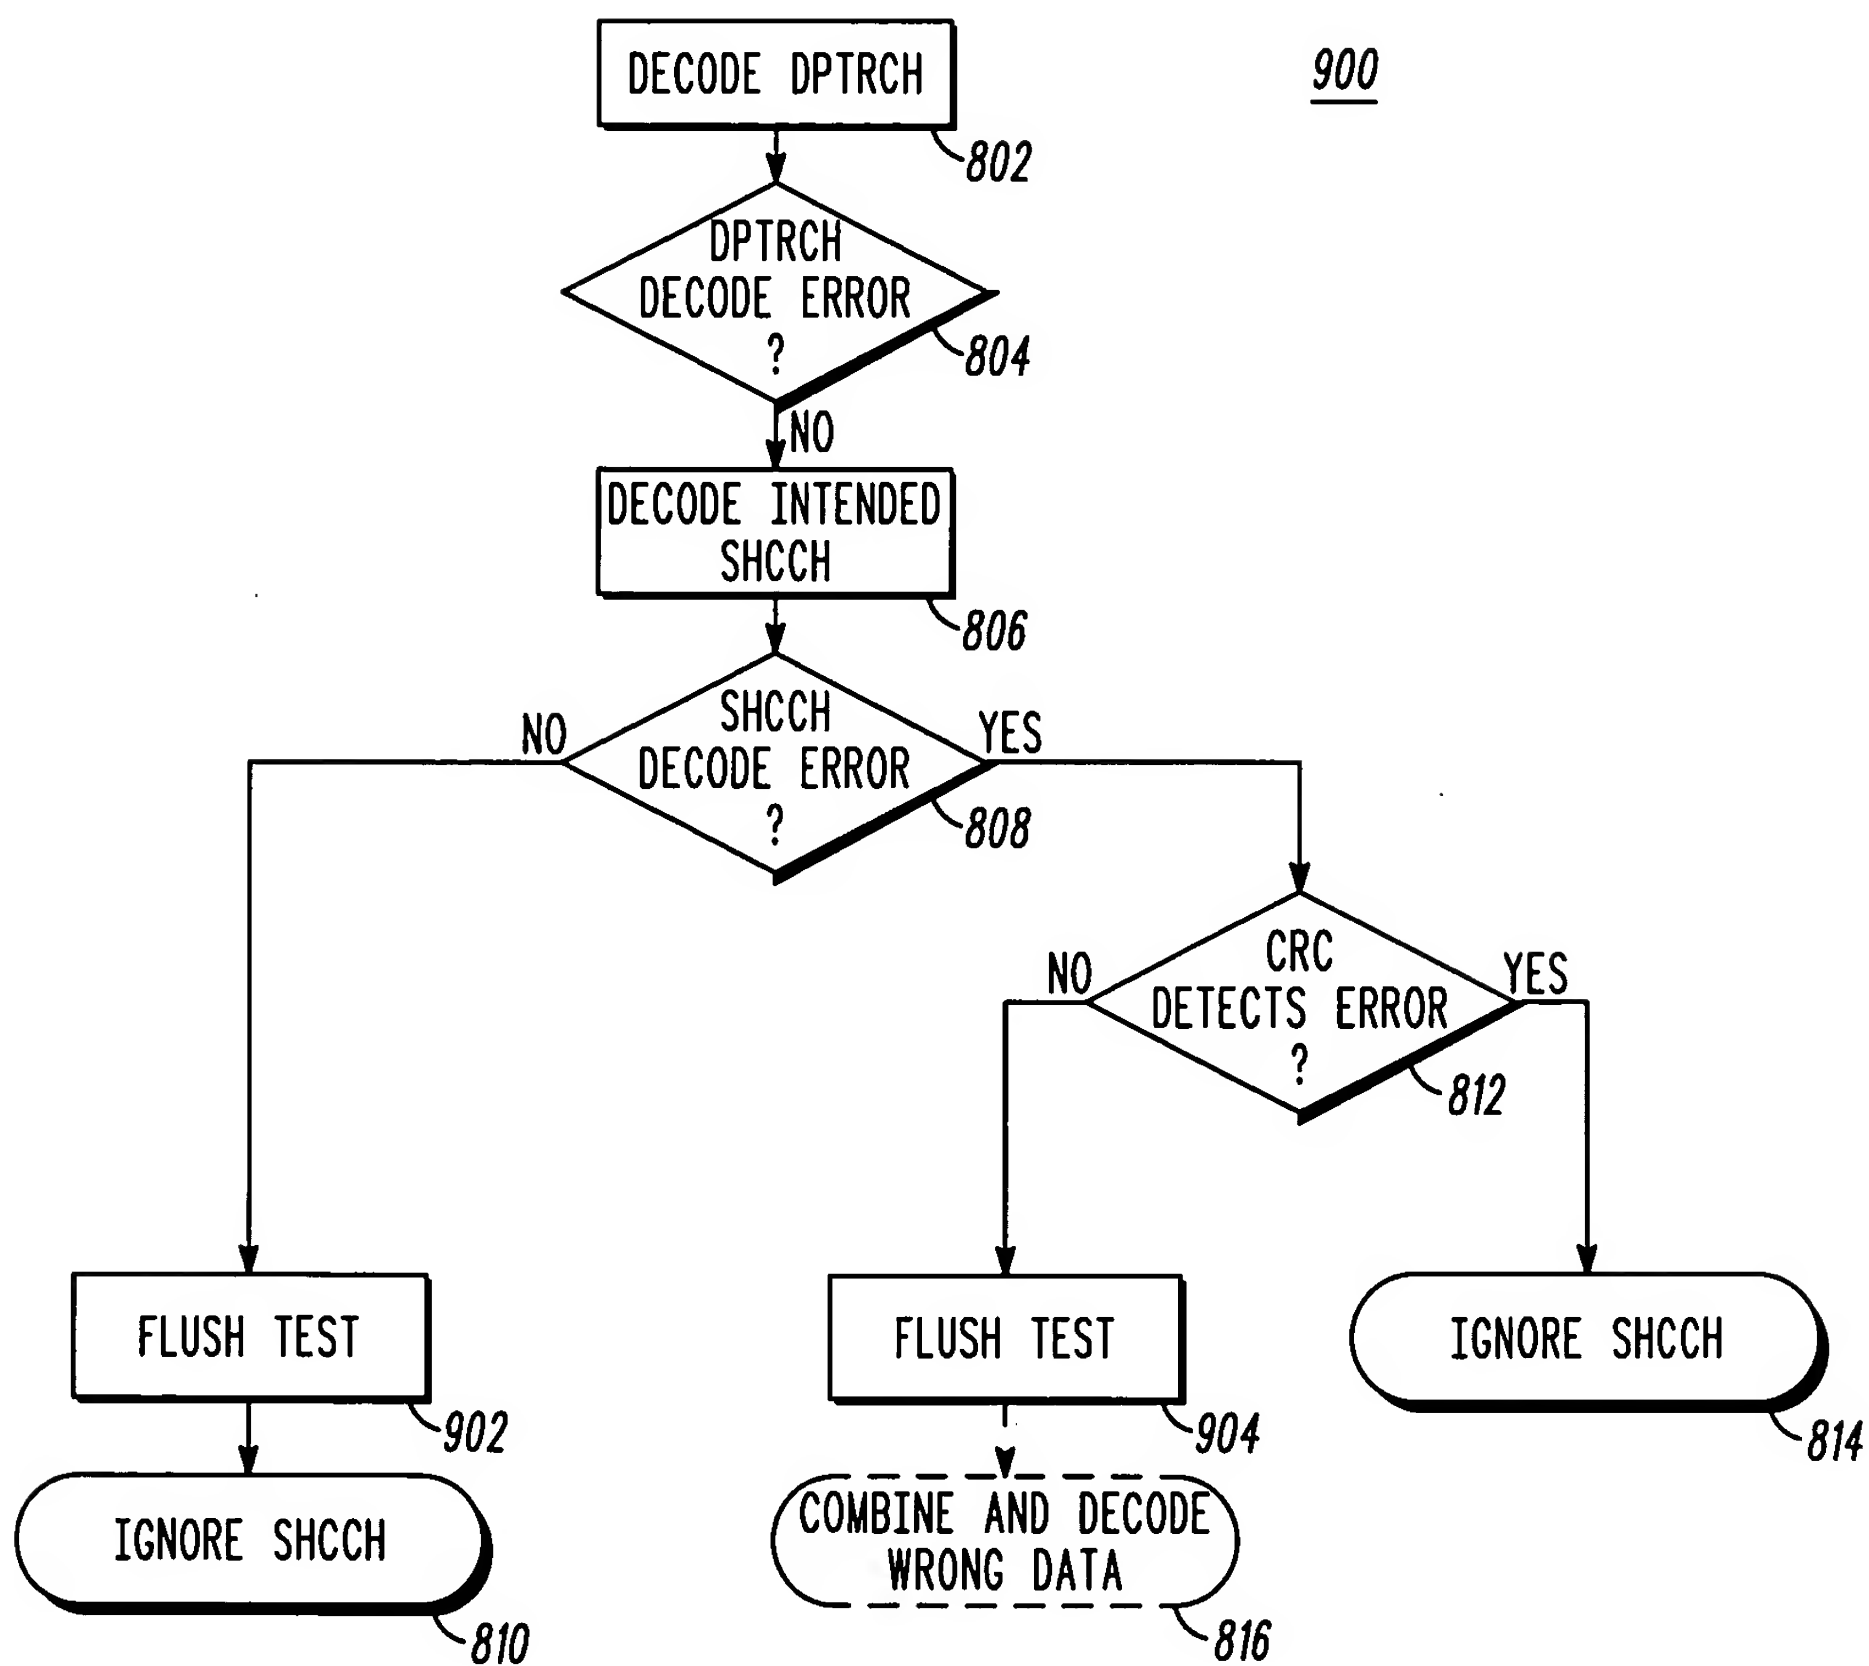 DECODE DPTRCH
900
802
DPTRCH
DECODE ERROR
?
804
NO
DECODE INTENDED
SHCCH
806
SHCCH
DECODE ERROR
?
NO
YES
808
CRC
DETECTS ERROR
?
NO
YES
812
FLUSH TEST
902
FLUSH TEST
904
IGNORE SHCCH
814
IGNORE SHCCH
810
COMBINE AND DECODE
WRONG DATA
816